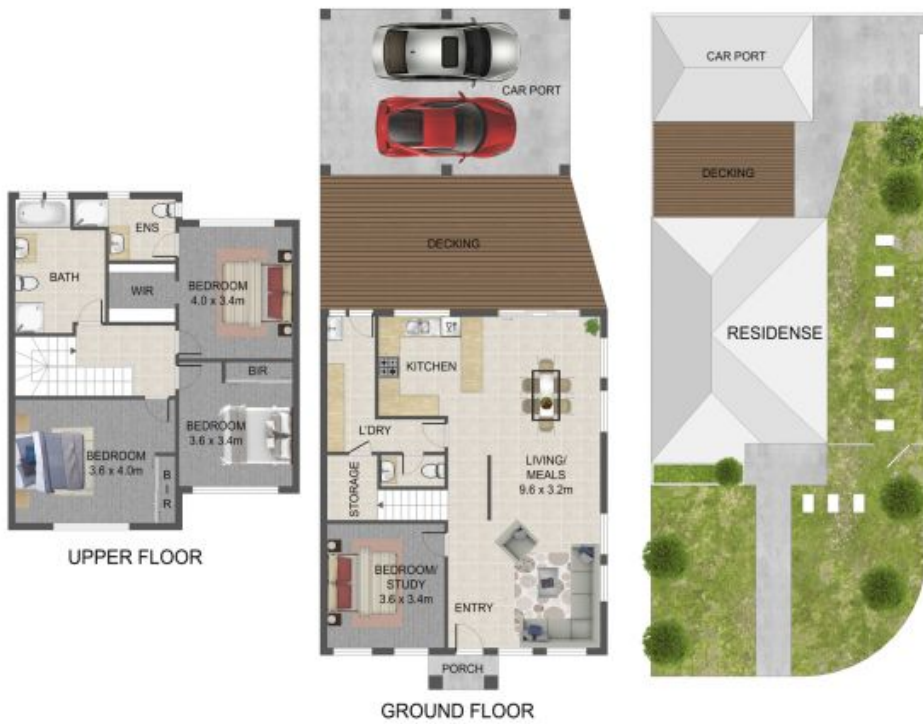 ENS
BATH
WIR
BEDROOM
4.0 x 3.4m
BIR
BEDROOM
3.6 x 3.4m
BEDROOM
3.6 x 4.0m
B
I
R
UPPER FLOOR
CAR PORT
DECKING
KITCHEN
L'DRY
STORAGE
LIVING/
MEALS
9.6 x 3.2m
BEDROOM/
STUDY
3.6 x 3.4m
ENTRY
PORCH
GROUND FLOOR
CAR PORT
DECKING
RESIDENSE